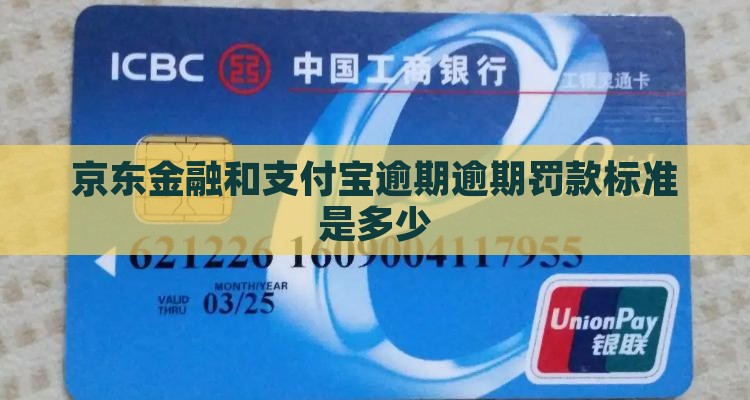 ICBC 中国工商银行
工银灵通卡
京东金融和支付宝逾期逾期罚款标准
是多少
621226 1609004117955
MONTH/YEAR
VALID THRU 03/25
UnionPay
银联